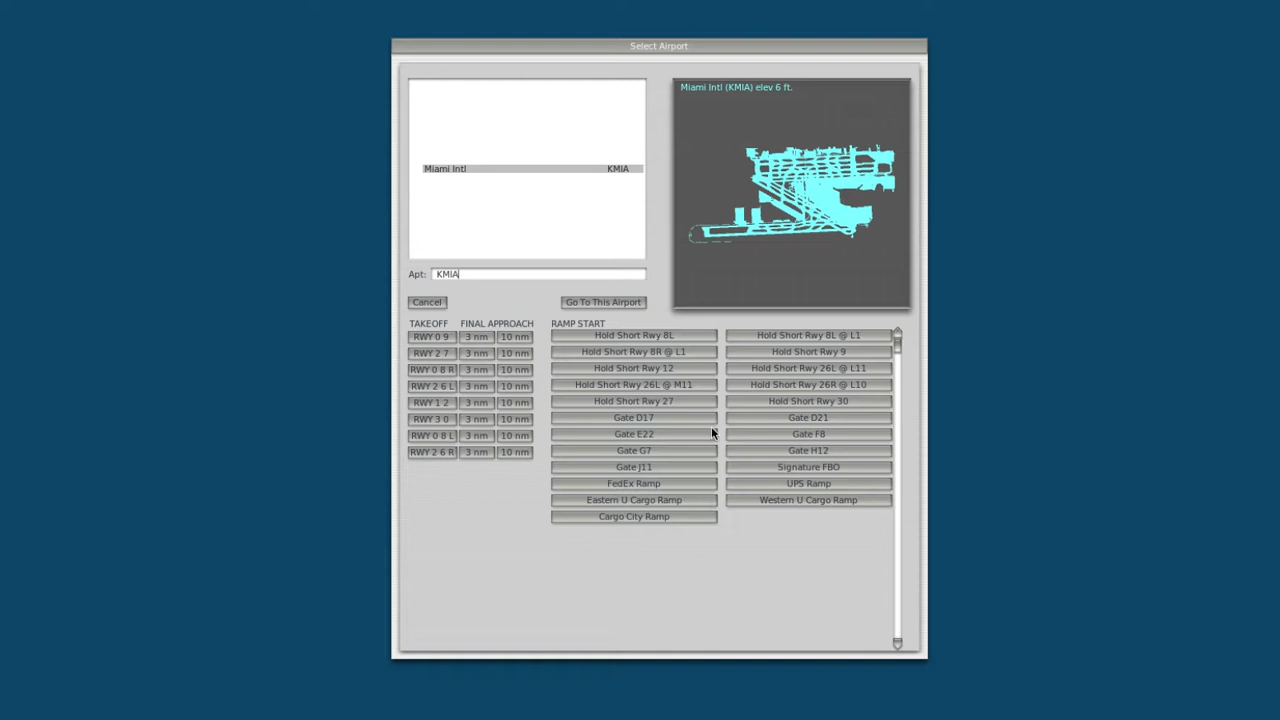 Select Airport
Miami Intl KMIA
Miami Intl (KMIA) elev 6 ft.
Apt: KMIA
Cancel Go To This Airport
TAKEOFF FINAL APPROACH RAMP START
RWY 0 9 3 nm 10 nm
RWY 2 7 3 nm 10 nm
RWY 0 8 R 3 nm 10 nm
RWY 2 6 L 3 nm 10 nm
RWY 1 2 3 nm 10 nm
RWY 3 0 3 nm 10 nm
RWY 0 8 L 3 nm 10 nm
RWY 2 6 R 3 nm 10 nm
Hold Short Rwy 8L Hold Short Rwy 8L @ L1
Hold Short Rwy 8R @ L1 Hold Short Rwy 9
Hold Short Rwy 12 Hold Short Rwy 26L @ L11
Hold Short Rwy 26L @ M11 Hold Short Rwy 26R @ L10
Hold Short Rwy 27 Hold Short Rwy 30
Gate D17 Gate D21
Gate E22 Gate F8
Gate G7 Gate H12
Gate J11 Signature FBO
FedEx Ramp UPS Ramp
Eastern U Cargo Ramp Western U Cargo Ramp
Cargo City Ramp